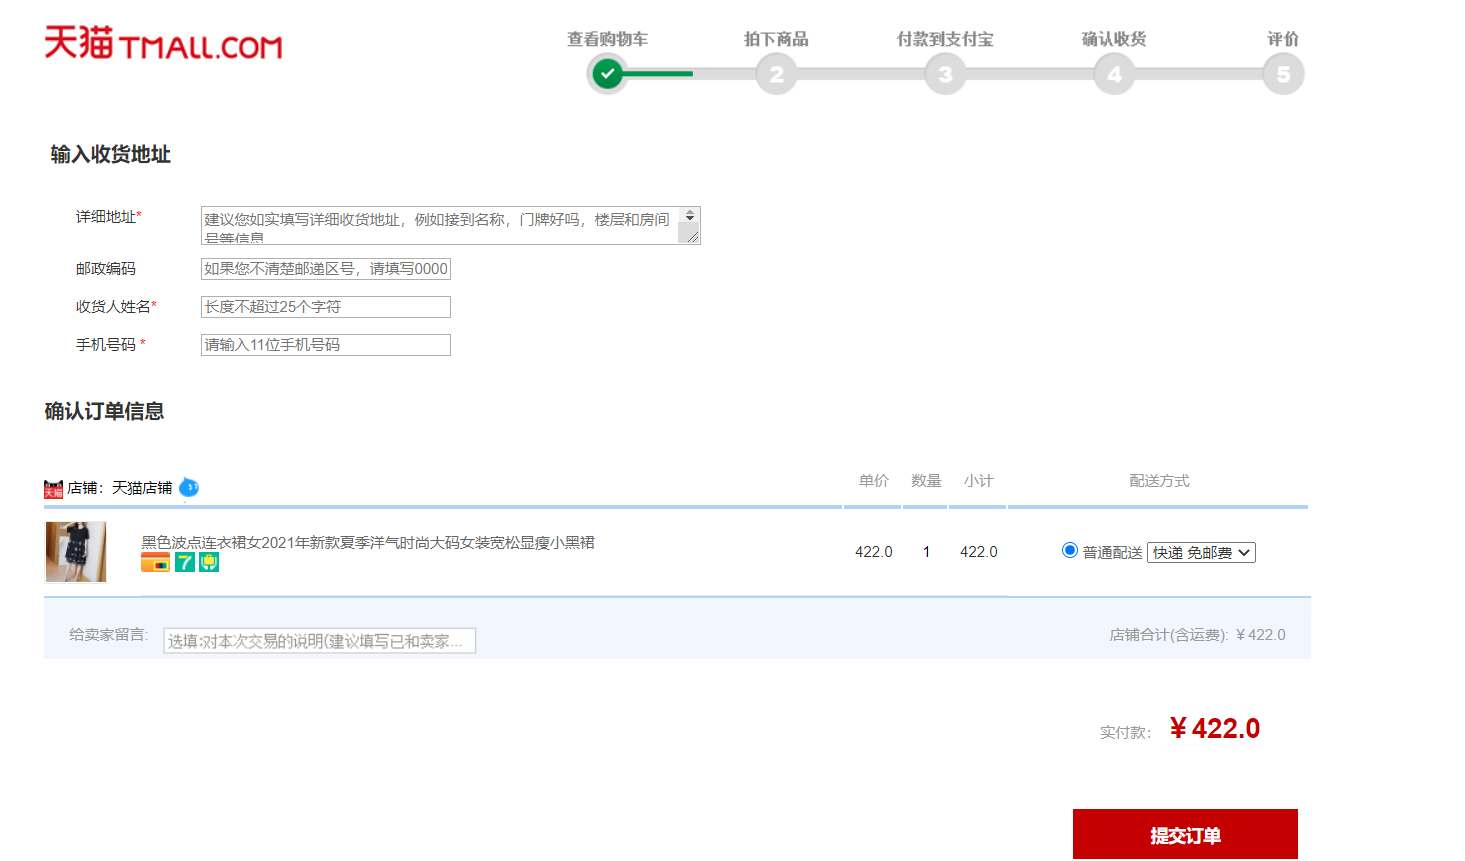 天猫 TMALL.COM
查看购物车 拍下商品 付款到支付宝 确认收货 评价
2 3 4 5
输入收货地址
详细地址* 建议您如实填写详细收货地址，例如接到名称，门牌好吗，楼层和房间
号等信息
邮政编码 如果您不清楚邮递区号，请填写0000
收货人姓名* 长度不超过25个字符
手机号码 * 请输入11位手机号码
确认订单信息
天猫 店铺：天猫店铺 单价 数量 小计 配送方式
黑色波点连衣裙女2021年新款夏季洋气时尚大码女装宽松显瘦小黑裙
7
422.0 1 422.0 普通配送 快递 免邮费
给卖家留言: 选填:对本次交易的说明(建议填写已和卖家... 店铺合计(含运费): ￥422.0
实付款： ￥422.0
提交订单